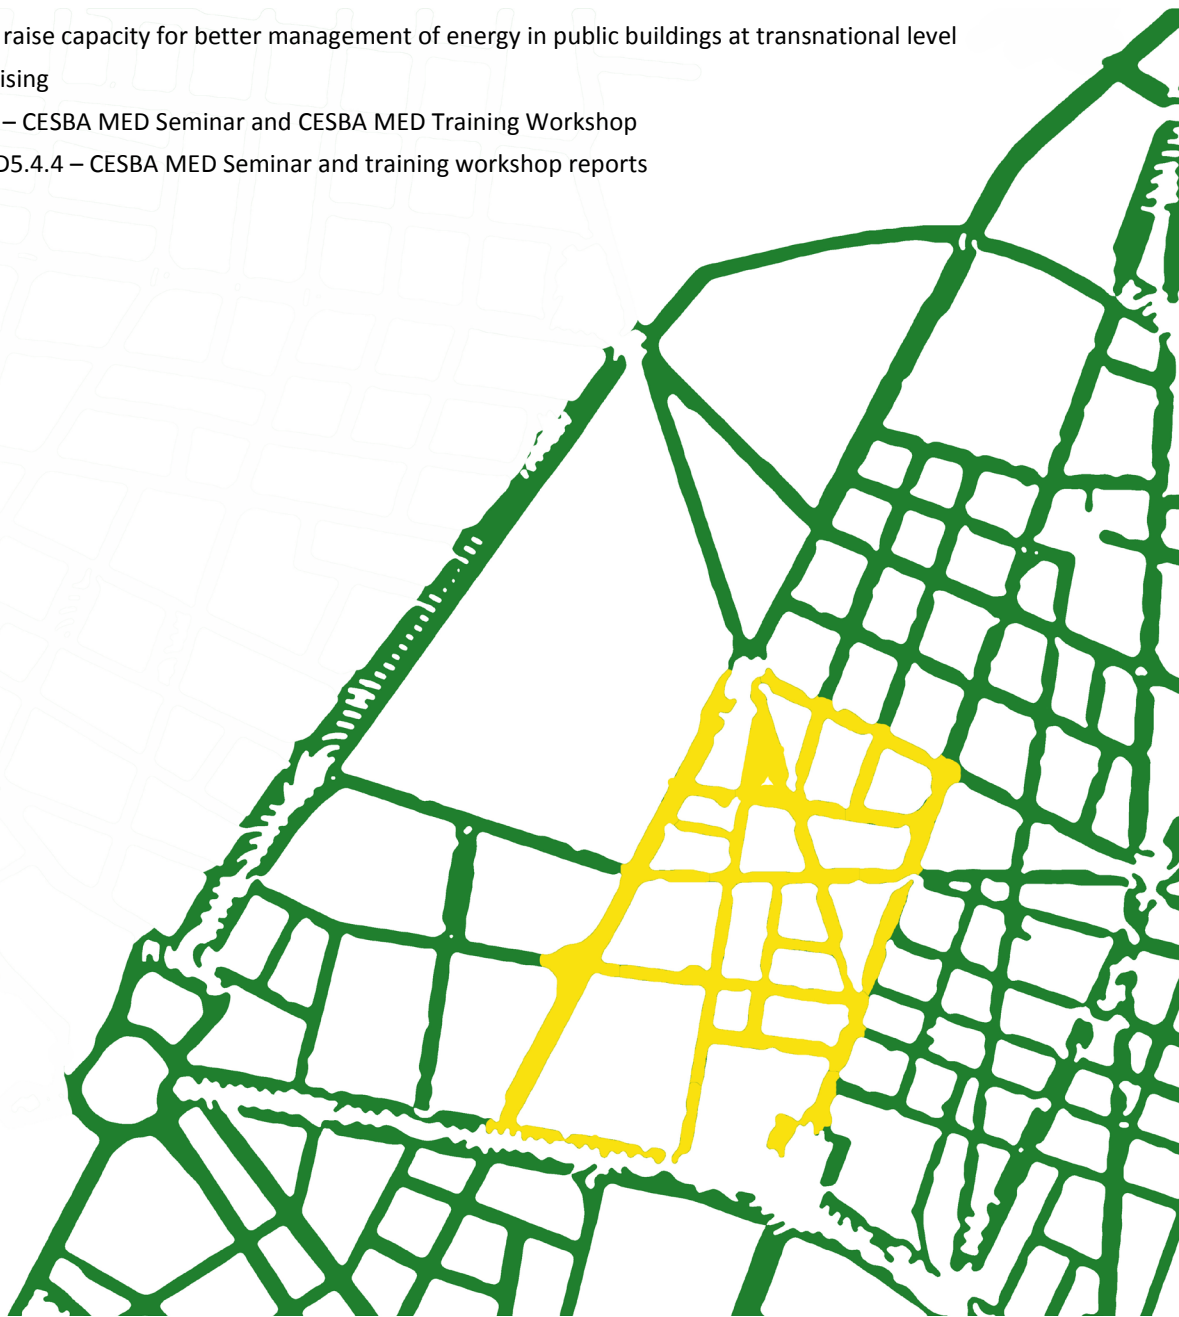 raise capacity for better management of energy in public buildings at transnational level
ising
– CESBA MED Seminar and CESBA MED Training Workshop
D5.4.4 – CESBA MED Seminar and training workshop reports